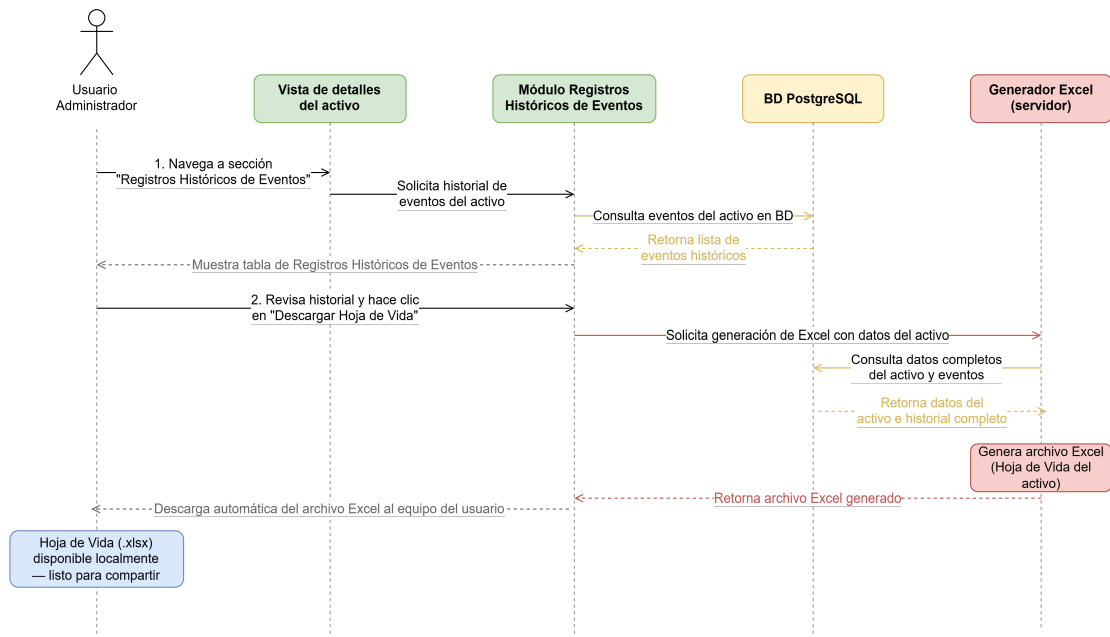 Usuario
Administrador
Vista de detalles
del activo
Módulo Registros
Históricos de Eventos
BD PostgreSQL
Generador Excel
(servidor)
1. Navega a sección
"Registros Históricos de Eventos"
Solicita historial de
eventos del activo
Consulta eventos del activo en BD
Retorna lista de
eventos históricos
Muestra tabla de Registros Históricos de Eventos
2. Revisa historial y hace clic
en "Descargar Hoja de Vida"
Solicita generación de Excel con datos del activo
Consulta datos completos
del activo y eventos
Retorna datos del
activo e historial completo
Genera archivo Excel
(Hoja de Vida del
activo)
Retorna archivo Excel generado
Descarga automática del archivo Excel al equipo del usuario
Hoja de Vida (.xlsx)
disponible localmente
— listo para compartir